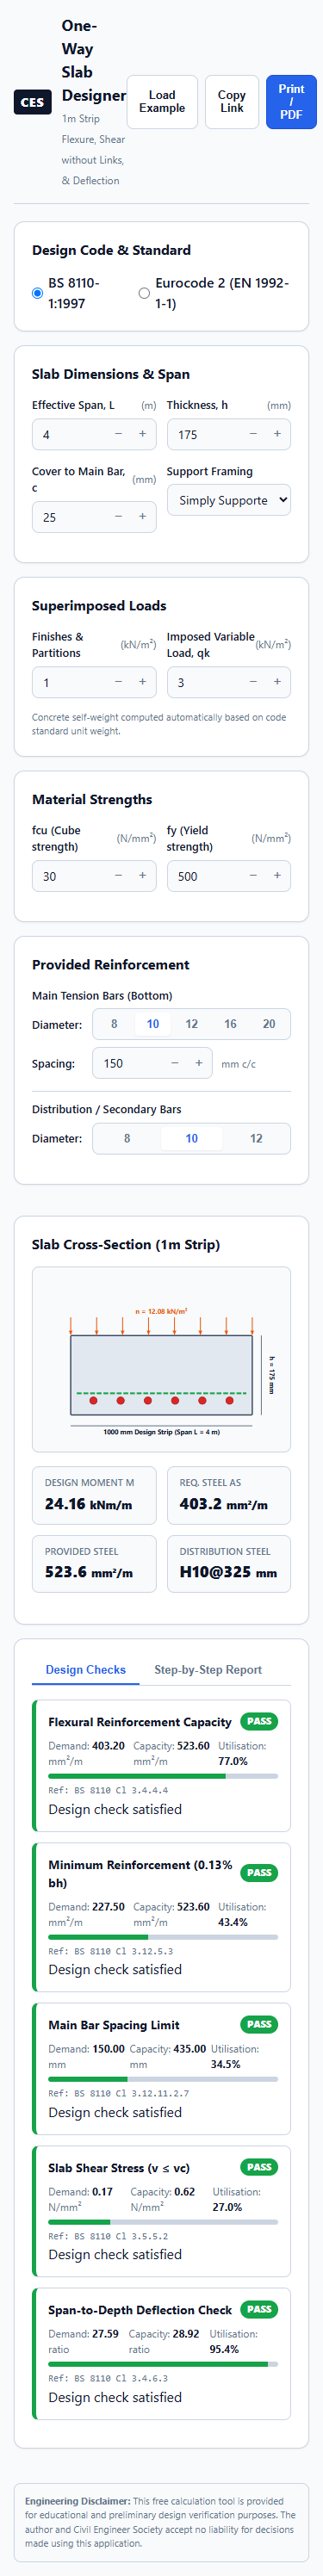 CES
One-
Way
Slab
Designer
1m Strip
Flexure, Shear
without Links,
& Deflection
Load
Example
Copy
Link
Print
/
PDF
Design Code & Standard
BS 8110-
1:1997
Eurocode 2 (EN 1992-
1-1)
Slab Dimensions & Span
Effective Span, L (m)
Thickness, h (mm)
4 − +
175 − +
Cover to Main Bar,
c (mm)
Support Framing
25 − +
Simply Supporte
Superimposed Loads
Finishes &
Partitions (kN/m²)
Imposed Variable
Load, qk (kN/m²)
1 − +
3 − +
Concrete self-weight computed automatically based on code
standard unit weight.
Material Strengths
fcu (Cube
strength) (N/mm²)
fy (Yield
strength) (N/mm²)
30 − +
500 − +
Provided Reinforcement
Main Tension Bars (Bottom)
Diameter: 8 10 12 16 20
Spacing: 150 − + mm c/c
Distribution / Secondary Bars
Diameter: 8 10 12
Slab Cross-Section (1m Strip)
n = 12.08 kN/m²
h = 175 mm
1000 mm Design Strip (Span L = 4 m)
DESIGN MOMENT M
24.16 kNm/m
REQ. STEEL AS
403.2 mm²/m
PROVIDED STEEL
523.6 mm²/m
DISTRIBUTION STEEL
H10@325 mm
Design Checks Step-by-Step Report
Flexural Reinforcement Capacity PASS
Demand: 403.20
mm²/m
Capacity: 523.60
mm²/m
Utilisation:
77.0%
Ref: BS 8110 Cl 3.4.4.4
Design check satisfied
Minimum Reinforcement (0.13%
bh) PASS
Demand: 227.50
mm²/m
Capacity: 523.60
mm²/m
Utilisation:
43.4%
Ref: BS 8110 Cl 3.12.5.3
Design check satisfied
Main Bar Spacing Limit PASS
Demand: 150.00
mm
Capacity: 435.00
mm
Utilisation:
34.5%
Ref: BS 8110 Cl 3.12.11.2.7
Design check satisfied
Slab Shear Stress (v ≤ vc) PASS
Demand: 0.17
N/mm²
Capacity: 0.62
N/mm²
Utilisation:
27.0%
Ref: BS 8110 Cl 3.5.5.2
Design check satisfied
Span-to-Depth Deflection Check PASS
Demand: 27.59
ratio
Capacity: 28.92
ratio
Utilisation:
95.4%
Ref: BS 8110 Cl 3.4.6.3
Design check satisfied
Engineering Disclaimer: This free calculation tool is provided
for educational and preliminary design verification purposes. The
author and Civil Engineer Society accept no liability for decisions
made using this application.